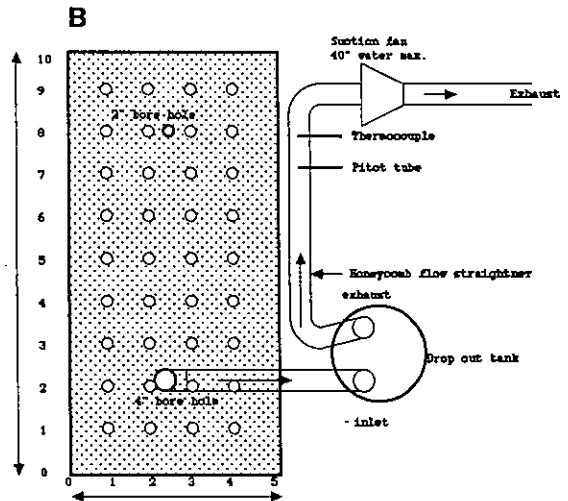 B
Suction fan
40" water max.
10
9
8
7
6
5
4
3
2
1
0
2" bore hole
Exhaust
Thermocouple
Pitot tube
Honeycomb flow straightner
exhaust
Drop out tank
4" bore hole
- inlet
0 1 2 3 4 5